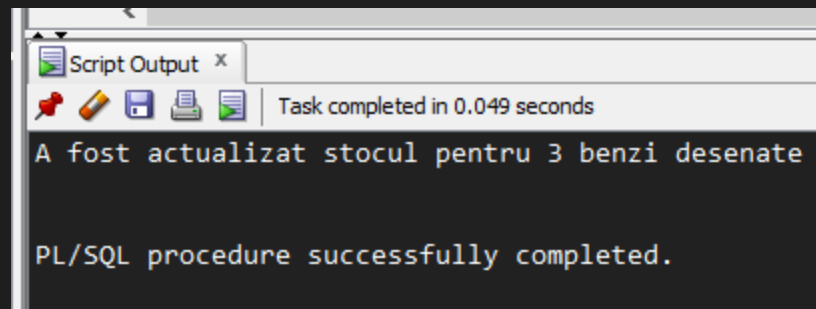 Script Output x
Task completed in 0.049 seconds
A fost actualizat stocul pentru 3 benzi desenate
PL/SQL procedure successfully completed.